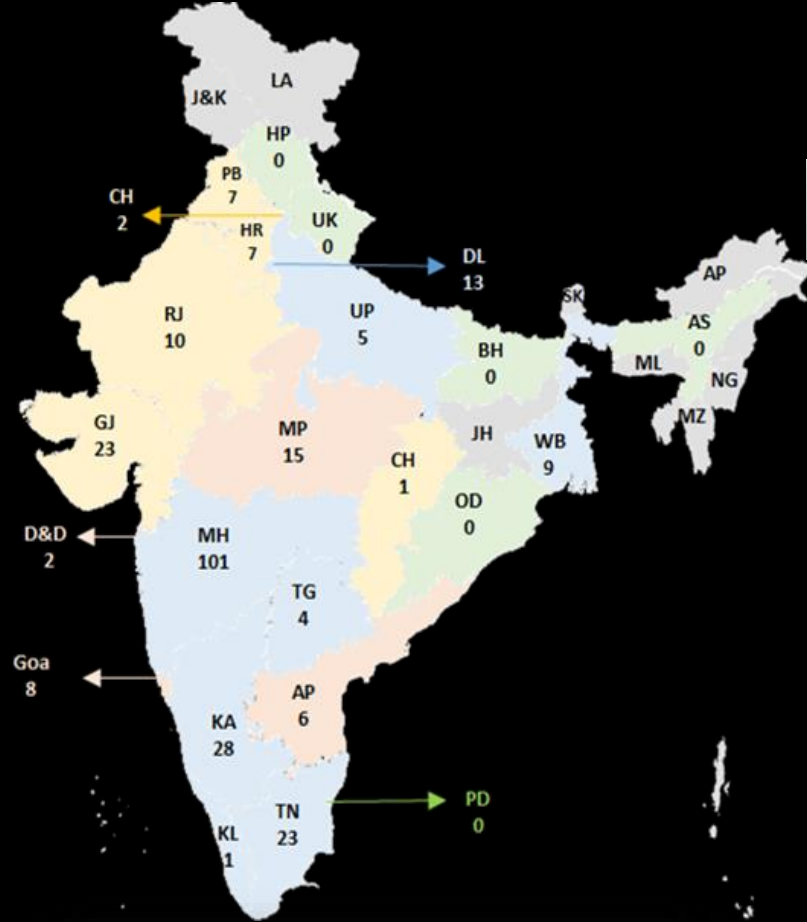 LA
J&K
HP
0
PB
7
CH
2
UK
0
HR
7
DL
13
AP
SK
RJ
10
UP
5
AS
0
BH
0
ML
NG
GJ
23
MP
15
MZ
JH
WB
9
CH
1
OD
0
D&D
2
MH
101
TG
4
Goa
8
AP
6
KA
28
PD
0
TN
23
KL
1